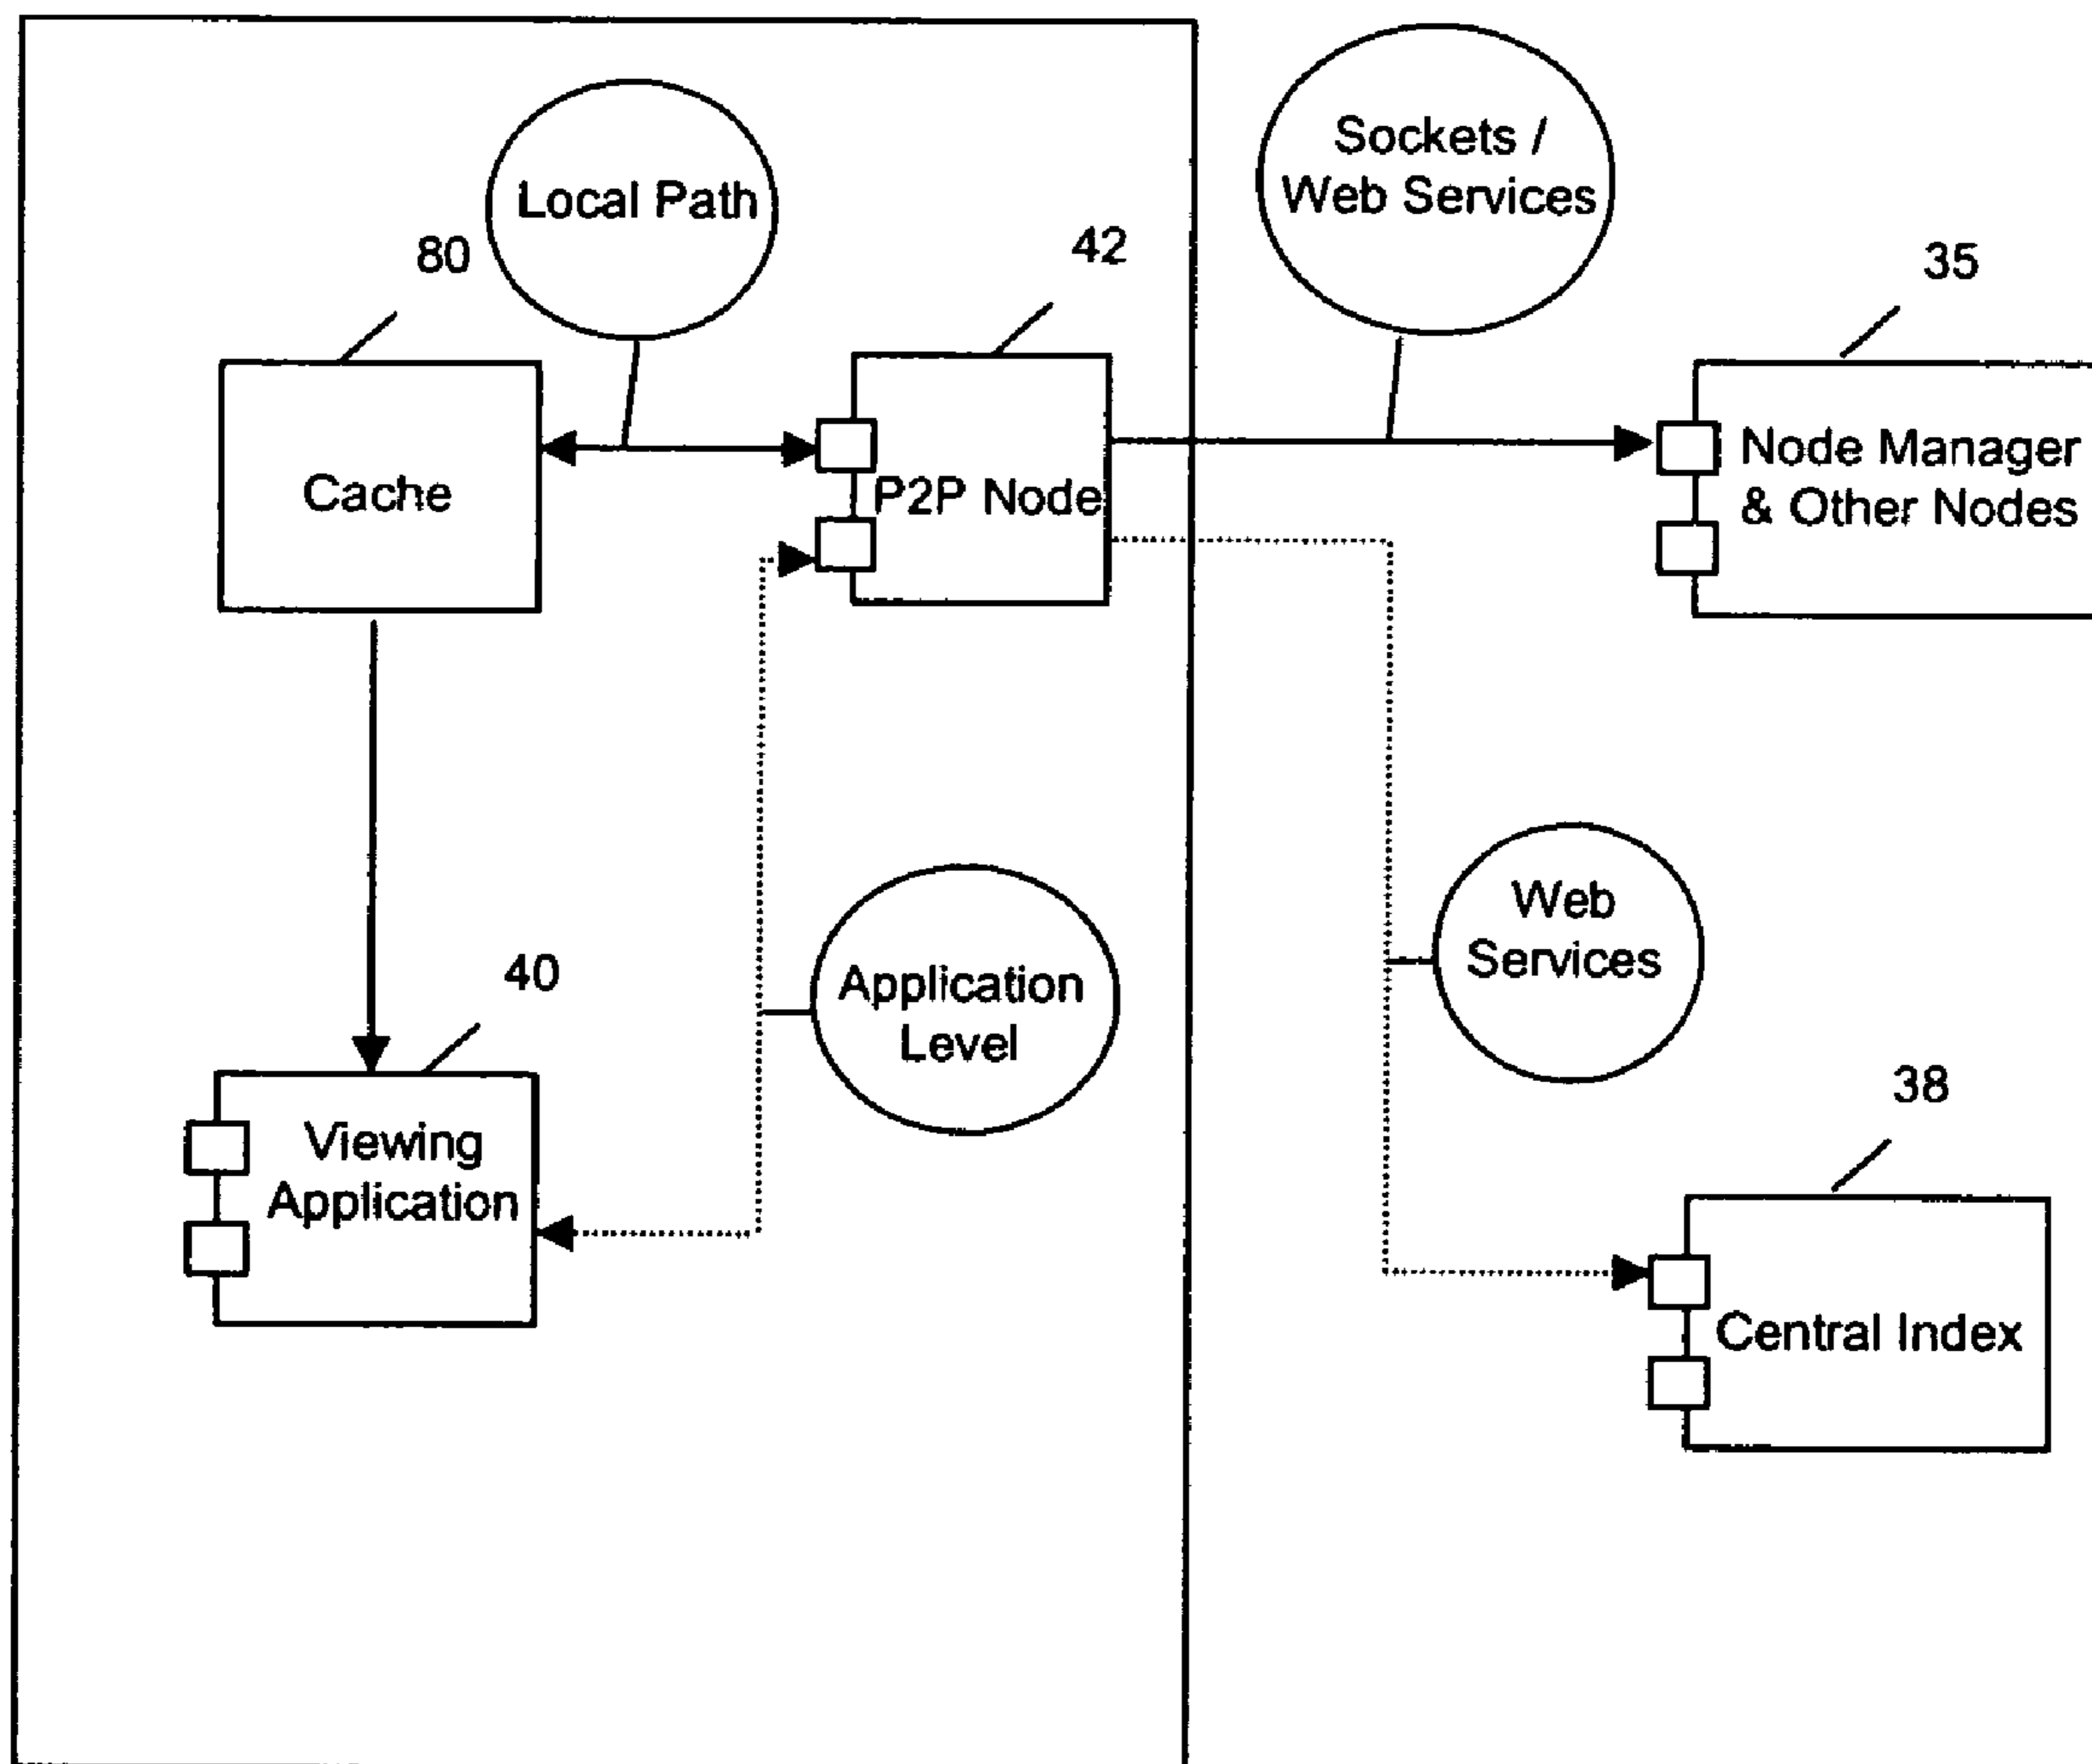 Sockets /
Web Services
Local Path
80
42
35
Cache
P2P Node
Node Manager
& Other Nodes
Web
Services
40
Application
Level
38
Viewing
Application
Central Index